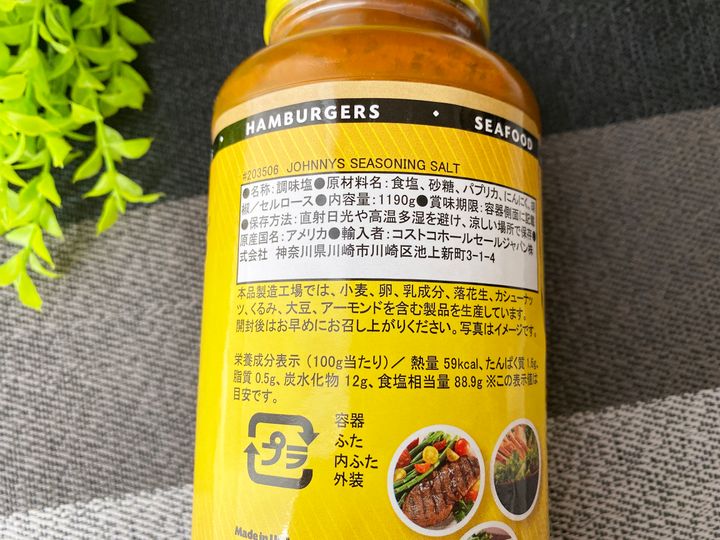 HAMBURGERS • SEAFOOD
#203506 JOHNNYS SEASONING SALT
●名称：調味塩●原材料名：食塩、砂糖、パプリカ、にんにく、胡
椒／セルロース●内容量：1190g●賞味期限：容器側面に記載
●保存方法：直射日光や高温多湿を避け、涼しい場所で保存●
原産国名：アメリカ●輸入者：コストコホールセールジャパン株
式会社 神奈川県川崎市川崎区池上新町3-1-4
本品製造工場では、小麦、卵、乳成分、落花生、カシューナッ
ツ、くるみ、大豆、アーモンドを含む製品を生産しています。
開封後はお早めにお召し上がりください。写真はイメージです。
栄養成分表示 (100g当たり)／ 熱量 59kcal、たんぱく質 1.6g、
脂質 0.5g、炭水化物 12g、食塩相当量 88.9g ※この表示値は
目安です。
プラ
容器
ふた
内ふた
外装
Made in